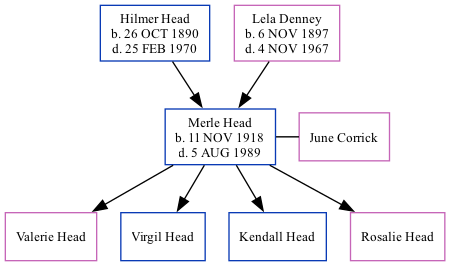 Hilmer Head
b. 26 OCT 1890
d. 25 FEB 1970
Lela Denney
b. 6 NOV 1897
d. 4 NOV 1967
Merle Head
b. 11 NOV 1918
d. 5 AUG 1989
June Corrick
Valerie Head
Virgil Head
Kendall Head
Rosalie Head